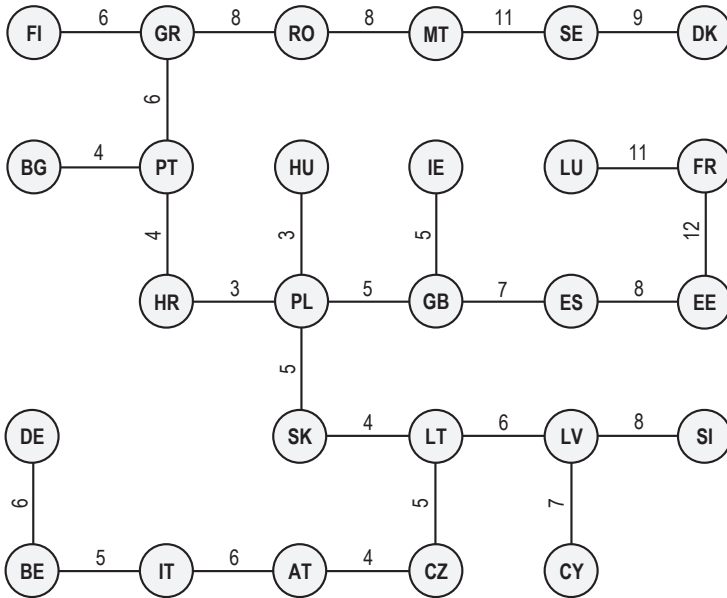 6 8 8 11 9
FI GR RO MT SE DK
6
4 11
BG PT HU IE LU FR
4 3 5 12
3 5 7 8
HR PL GB ES EE
5
4 6 8
DE SK LT LV SI
6 5 7
5 6 4
BE IT AT CZ CY